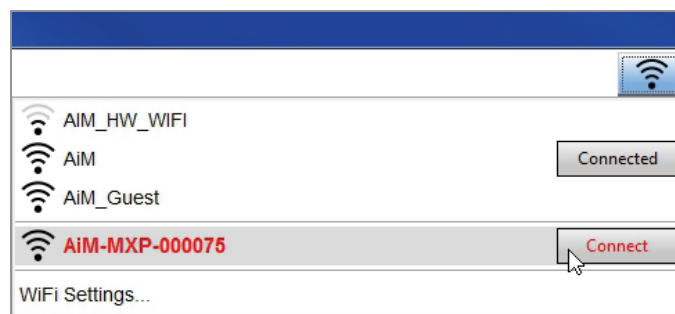 AiM_HW_WIFI
AiM Connected
AiM_Guest
AiM-MXP-000075 Connect
WiFi Settings...